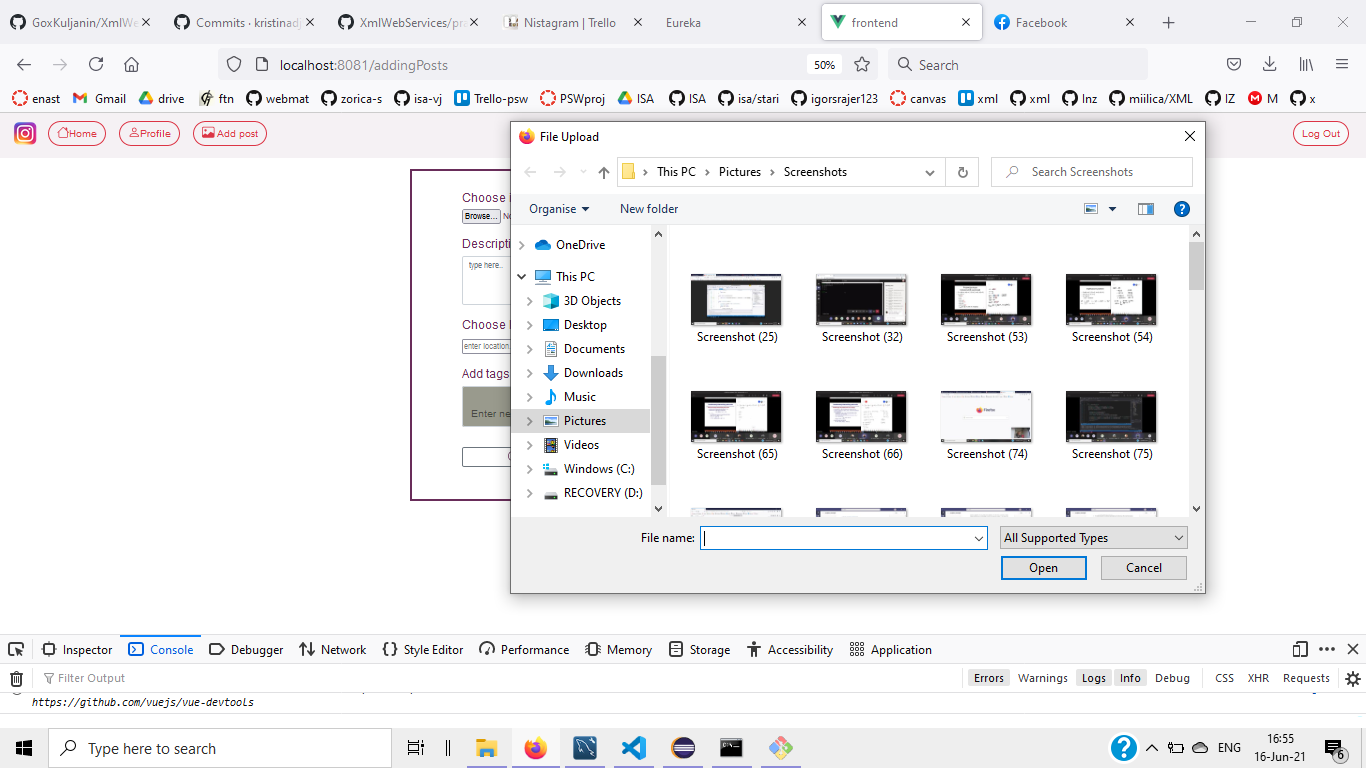 GoxKuljanin/XmlWe
Commits · kristinad
XmlWebServices/pra
Nistagram | Trello
Eureka
frontend
Facebook
localhost:8081/addingPosts
50%
Search
enast
Gmail
drive
ftn
webmat
zorica-s
isa-vj
Trello-psw
PSWproj
ISA
ISA
isa/stari
igorsrajer123
canvas
xml
xml
Inz
miilica/XML
IZ
M
x
Home
Profile
Add post
Log Out
Choose
Browse...
Descripti
type here..
Choose
enter location
Add tags
Enter ne
File Upload
This PC
Pictures
Screenshots
Search Screenshots
Organise
New folder
OneDrive
This PC
3D Objects
Desktop
Documents
Downloads
Music
Pictures
Videos
Windows (C:)
RECOVERY (D:)
Screenshot (25)
Screenshot (32)
Screenshot (53)
Screenshot (54)
Screenshot (65)
Screenshot (66)
Screenshot (74)
Screenshot (75)
File name:
All Supported Types
Open
Cancel
Inspector
Console
Debugger
Network
Style Editor
Performance
Memory
Storage
Accessibility
Application
Filter Output
Errors
Warnings
Logs
Info
Debug
CSS
XHR
Requests
https://github.com/vuejs/vue-devtools
Type here to search
ENG
16:55
16-Jun-21
6